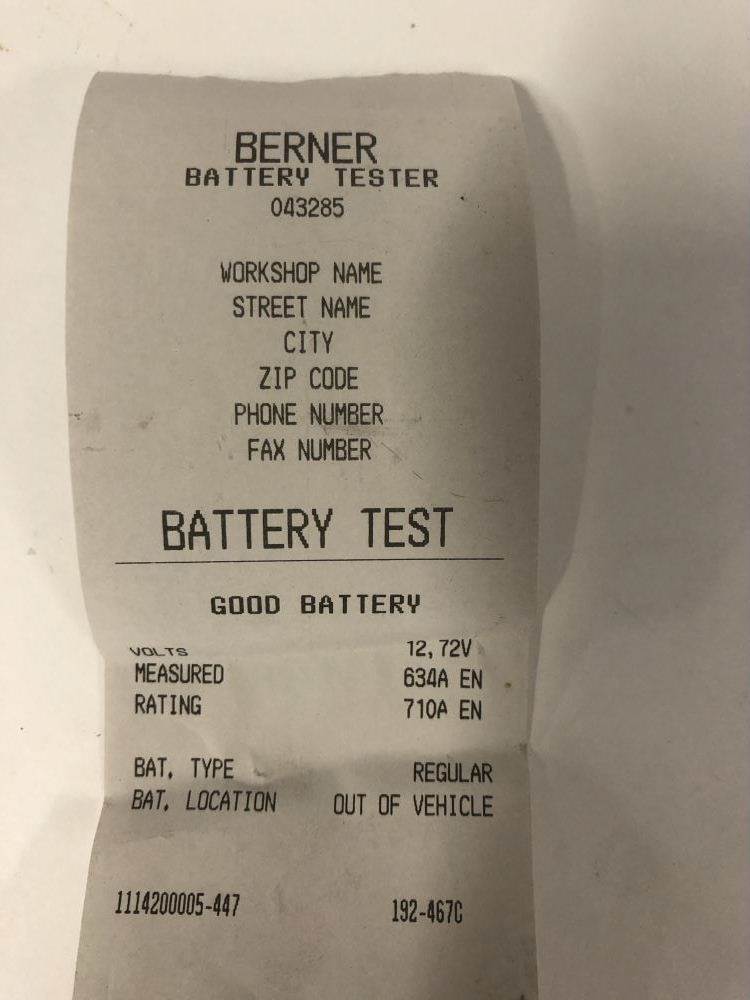 BERNER
BATTERY TESTER
043285
WORKSHOP NAME
STREET NAME
CITY
ZIP CODE
PHONE NUMBER
FAX NUMBER
BATTERY TEST
GOOD BATTERY
VOLTS 12,72V
MEASURED 634A EN
RATING 710A EN
BAT. TYPE REGULAR
BAT. LOCATION OUT OF VEHICLE
1114200005-447 192-467C